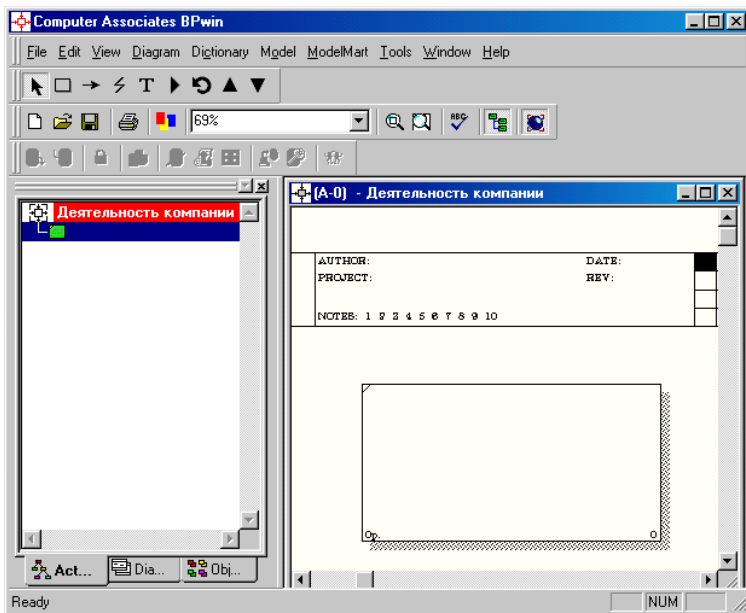 Computer Associates BPwin
File Edit View Diagram Dictionary Model ModelMart Tools Window Help
T
69%
ABC
Деятельность компании
(A-0) - Деятельность компании
AUTHOR: DATE:
PROJECT: REV:
NOTES: 1 2 3 4 5 6 7 8 9 10
0р. 0
Act... Dia... Obj...
Ready NUM